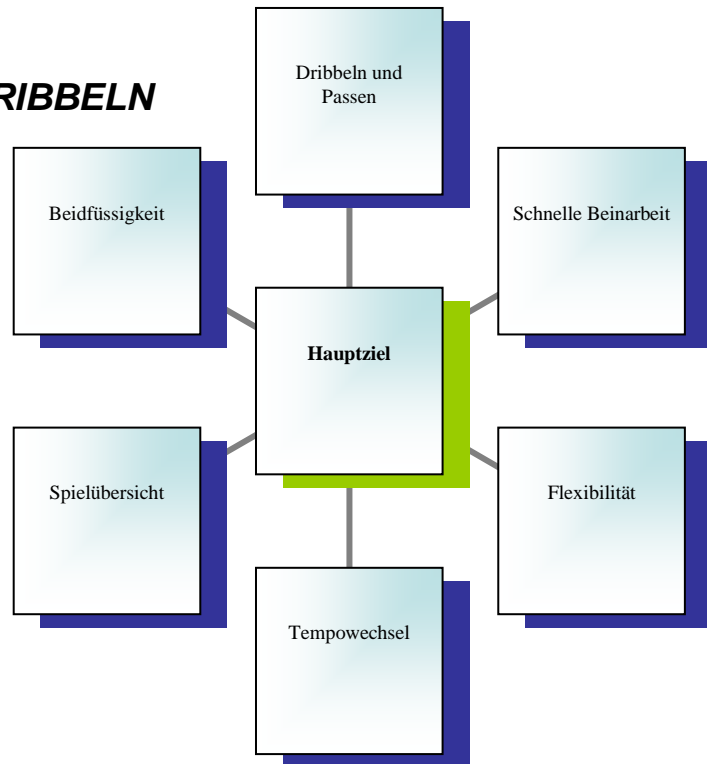 RIBBELN
Dribbeln und
Passen
Beidfüssigkeit
Schnelle Beinarbeit
Hauptziel
Spielübersicht
Flexibilität
Tempowechsel